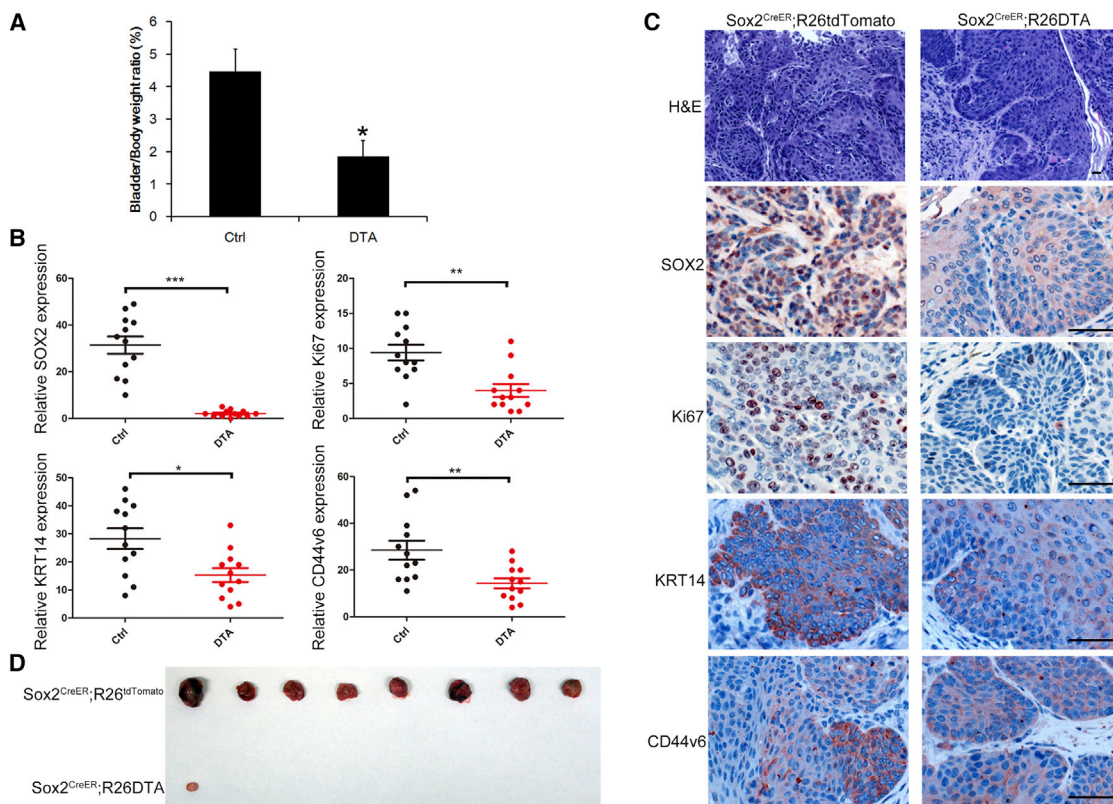 A
Bladder/Bodyweight ratio (%)
6
5
4
3
2
1
0
*
Ctrl
DTA
B
Relative SOX2 expression
60
40
20
0
***
Ctrl
DTA
Relative Ki67 expression
20
15
10
5
0
**
Ctrl
DTA
Relative KRT14 expression
50
40
30
20
10
0
*
Ctrl
DTA
Relative CD44v6 expression
60
40
20
0
**
Ctrl
DTA
C
Sox2CreER;R26tdTomato
Sox2CreER;R26DTA
H&E
SOX2
Ki67
KRT14
CD44v6
D
Sox2CreER;R26tdTomato
Sox2CreER;R26DTA